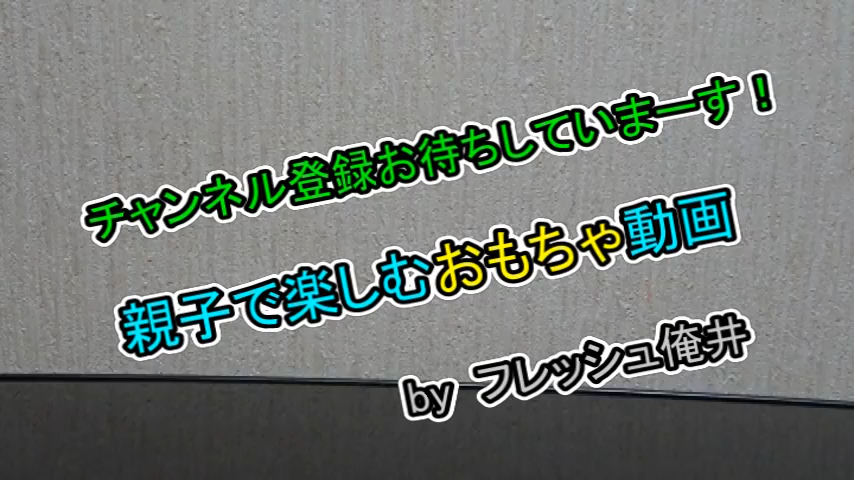 チャンネル登録お待ちしていまーす！
親子で楽しむおもちゃ動画
by フレッシュ俺井